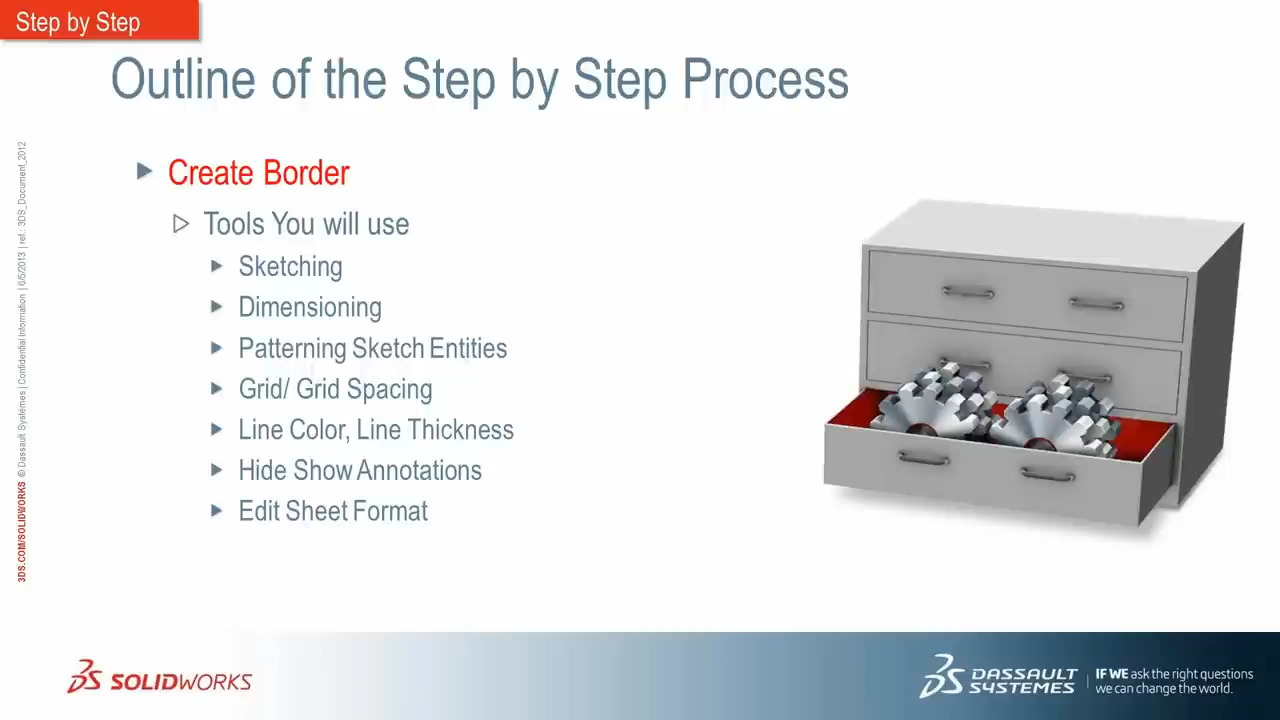 Step by Step
Outline of the Step by Step Process
Create Border
Tools You will use
Sketching
Dimensioning
Patterning Sketch Entities
Grid/ Grid Spacing
Line Color, Line Thickness
Hide Show Annotations
Edit Sheet Format
3DS.COM/SOLIDWORKS © Dassault Systèmes | Confidential Information | 6/5/2013 | ref.: 3DS_Document_2012
SOLIDWORKS
DASSAULT
SYSTEMES
IF WE ask the right questions
we can change the world.